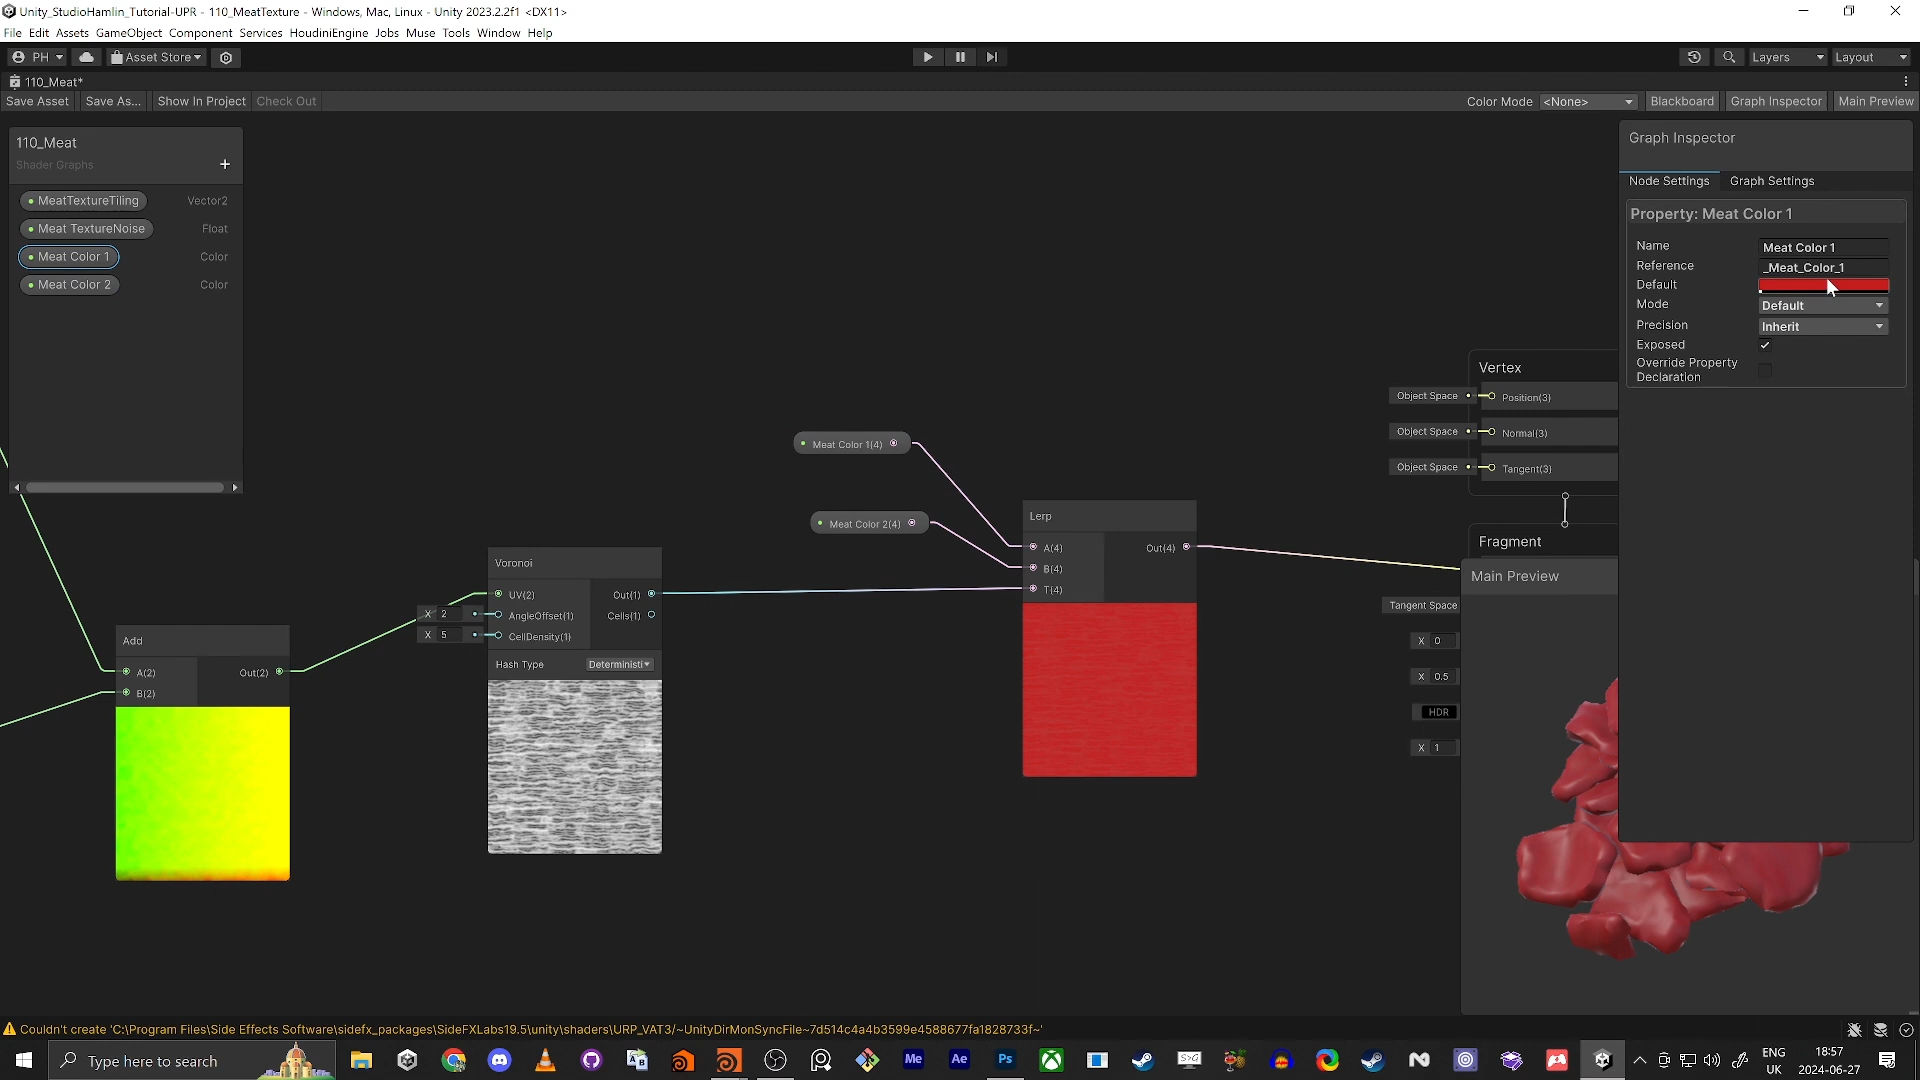 Unity_StudioHamlin_Tutorial-UPR - 110_MeatTexture - Windows, Mac, Linux - Unity 2023.2.2f1 <DX11>
File Edit Assets GameObject Component Services HoudiniEngine Jobs Muse Tools Window Help
PH Asset Store Layers Layout
110_Meat*
Save Asset Save As... Show In Project Check Out Color Mode <None> Blackboard Graph Inspector Main Preview
110_Meat
Shader Graphs
+
MeatTextureTiling Vector2
Meat TextureNoise Float
Meat Color 1 Color
Meat Color 2 Color
Graph Inspector
Node Settings Graph Settings
Property: Meat Color 1
Name Meat Color 1
Reference _Meat_Color_1
Default
Mode Default
Precision Inherit
Exposed
Override Property
Declaration
Vertex
Object Space Position(3)
Object Space Normal(3)
Object Space Tangent(3)
Fragment
Main Preview
Tangent Space
X 0
X 0.5
HDR
X 1
Meat Color 1(4)
Meat Color 2(4)
Lerp
A(4) Out(4)
B(4)
T(4)
Voronoi
UV(2) Out(1)
X 2 AngleOffset(1) Cells(1)
X 5 CellDensity(1)
Hash Type Deterministi
Add
A(2) Out(2)
B(2)
Couldn't create 'C:\Program Files\Side Effects Software\sidefx_packages\SideFXLabs19.5\unity\shaders\URP_VAT3/~UnityDirMonSyncFile~7d514c4a4b3599e4588677fa1828733f~'
Type here to search
Me Ae Ps
ENG
UK
18:57
2024-06-27